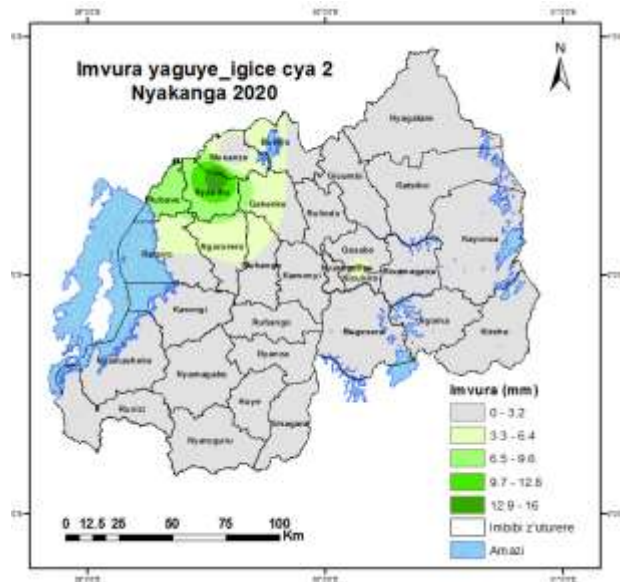 Imvura yaguye_igice cya 2
Nyakanga 2020
N
Nyagatare
Musanze
Gicumbi
Gatsibo
Rubavu
Gakenke
Rulindo
Kayonza
Ngororero
Gasabo
Rwamagana
Kicukiro
Kamonyi
Muhanga
Karongi
Ruhango
Bugesera
Ngoma
Kirehe
Nyanza
Nyamasheke
Nyamagabe
Huye
Rusizi
Gisagara
Nyaruguru
Imvura (mm)
0 - 3.2
3.3 - 6.4
6.5 - 9.6
9.7 - 12.8
12.9 - 16
Imbibi z'uturere
Amazi
0 12.5 25 50 75 100
Km